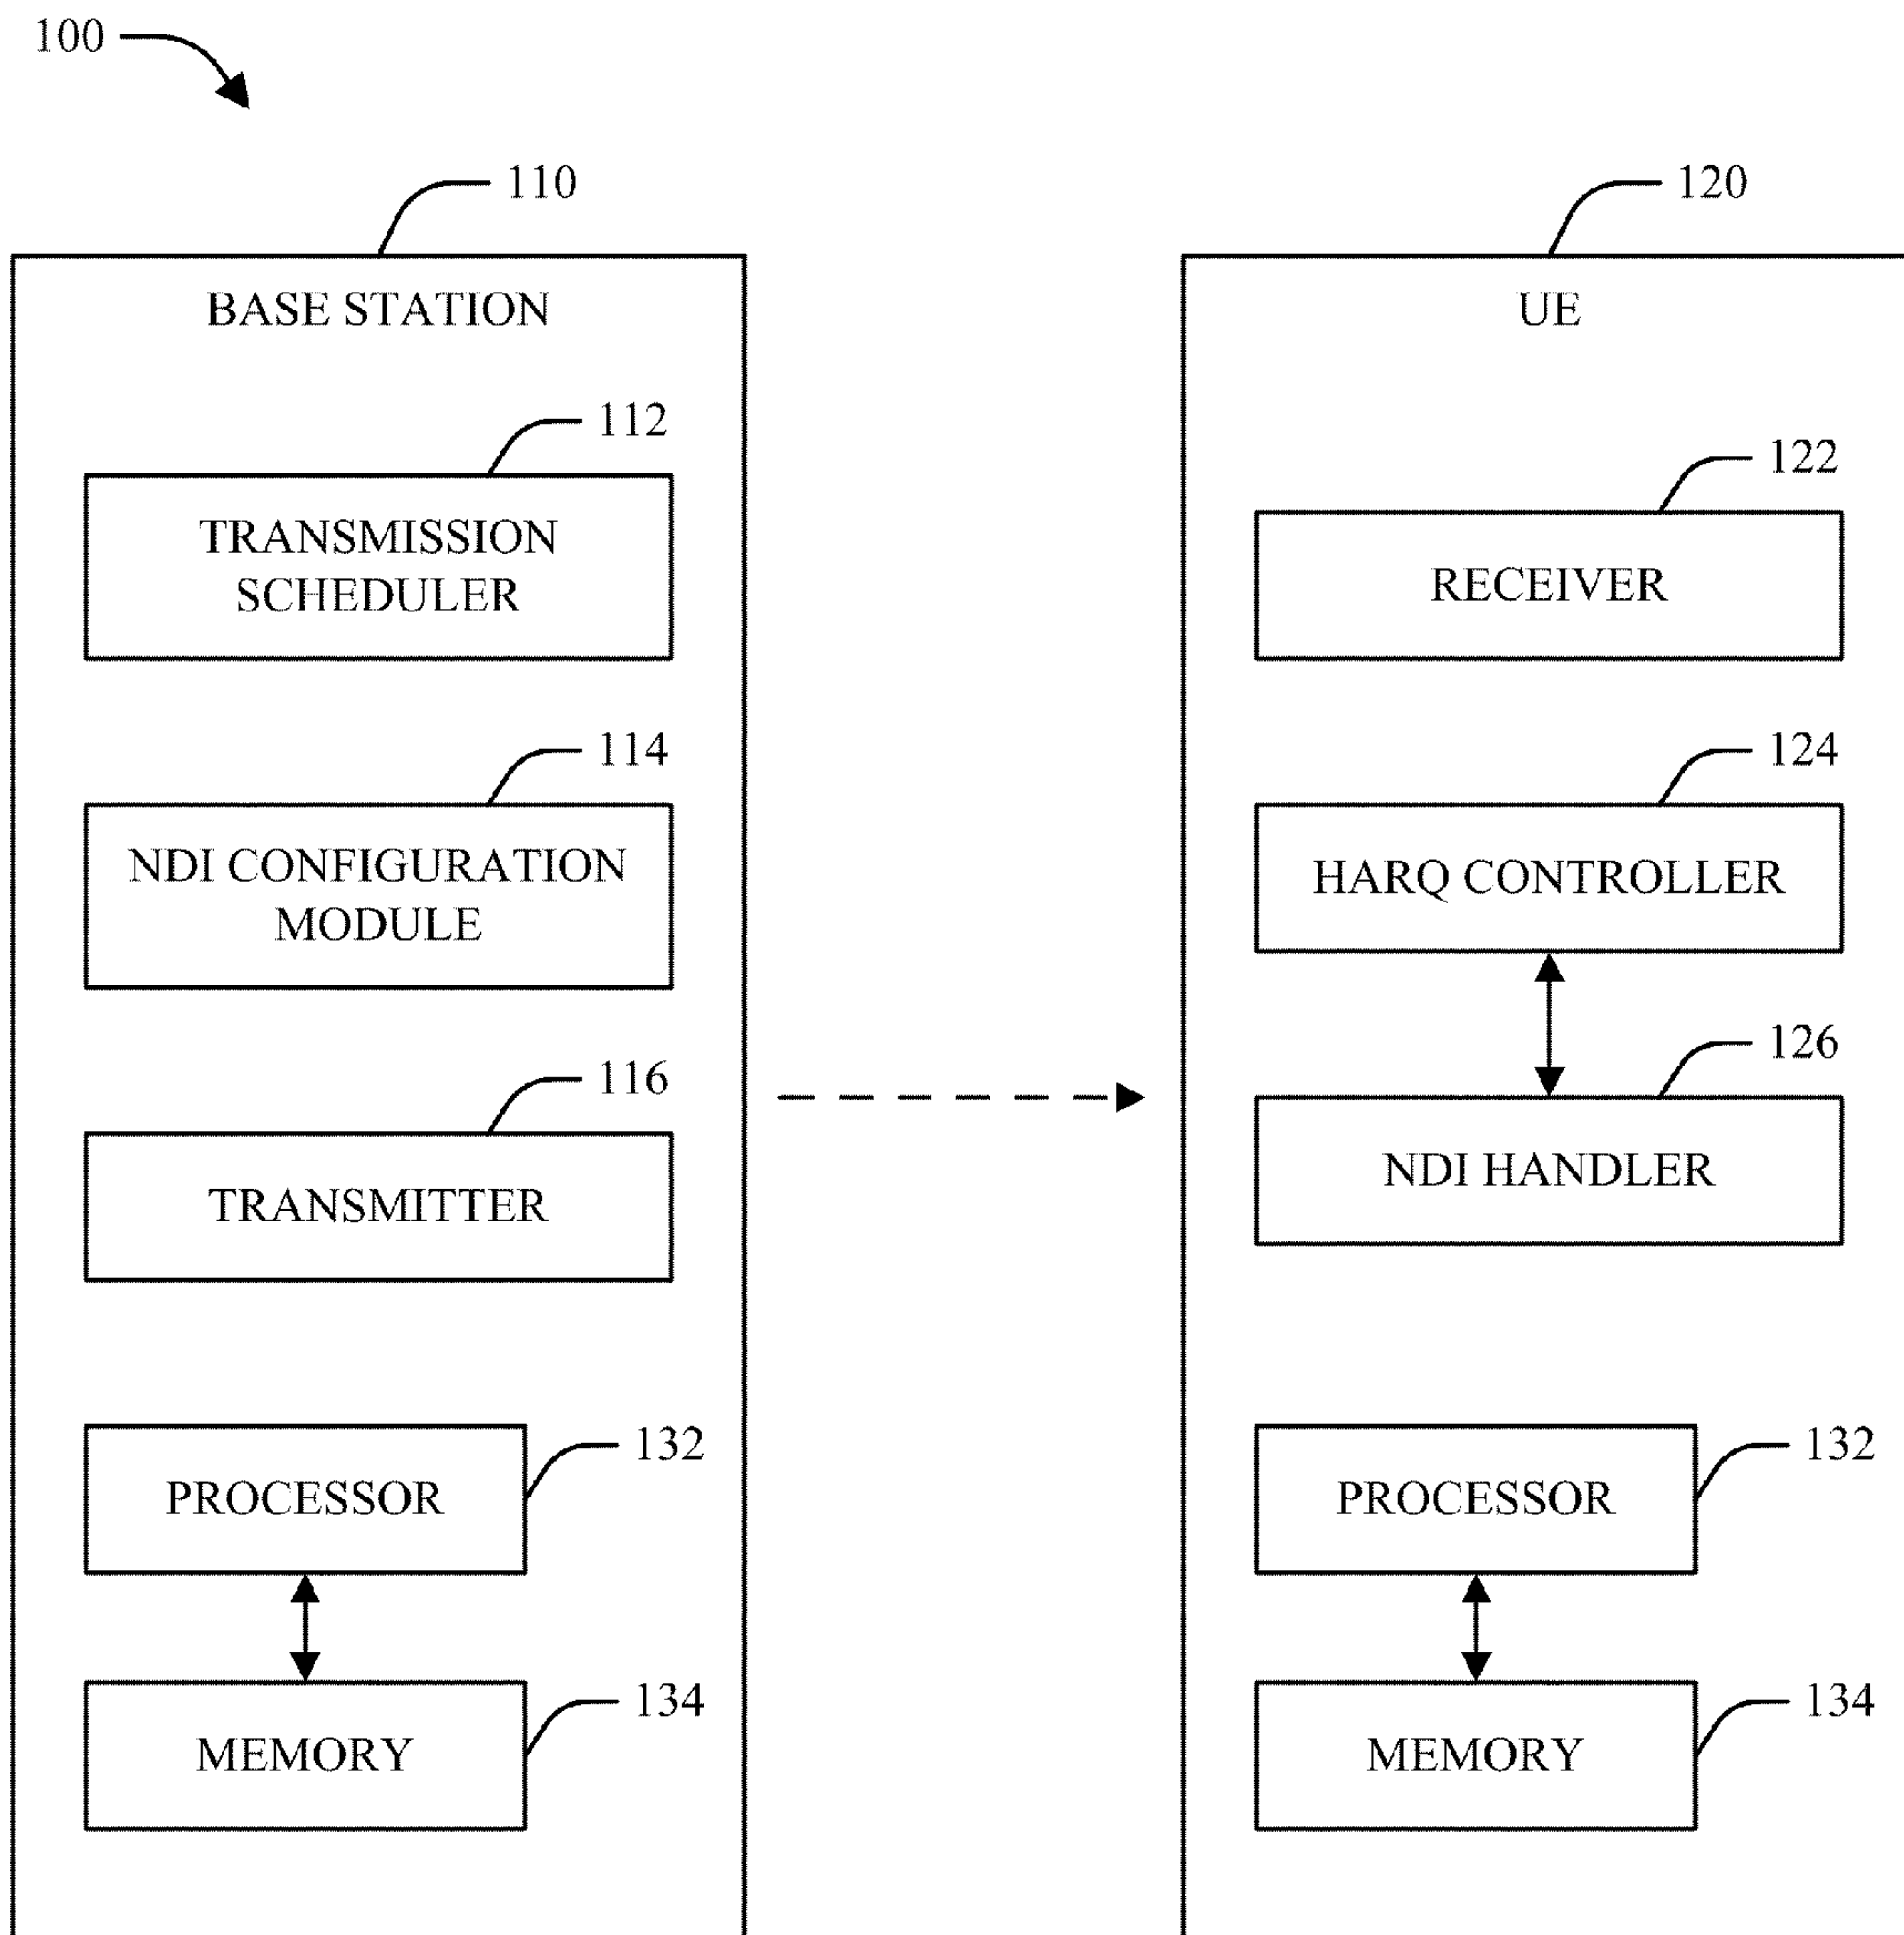 100
110
BASE STATION
112
TRANSMISSION
SCHEDULER
114
NDI CONFIGURATION
MODULE
116
TRANSMITTER
132
PROCESSOR
134
MEMORY
120
UE
122
RECEIVER
124
HARQ CONTROLLER
126
NDI HANDLER
132
PROCESSOR
134
MEMORY